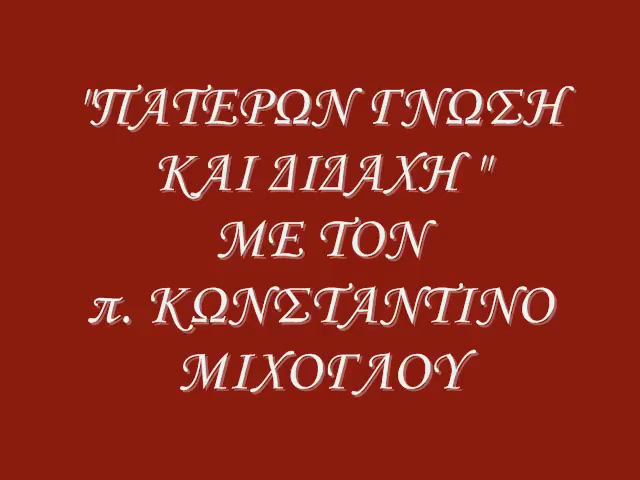 "ΠΑΤΕΡΩΝ ΓΝΩΣΗ
ΚΑΙ ΔΙΔΑΧΗ "
ΜΕ ΤΟΝ
π. ΚΩΝΣΤΑΝΤΙΝΟ
ΜΙΧΟΓΛΟΥ